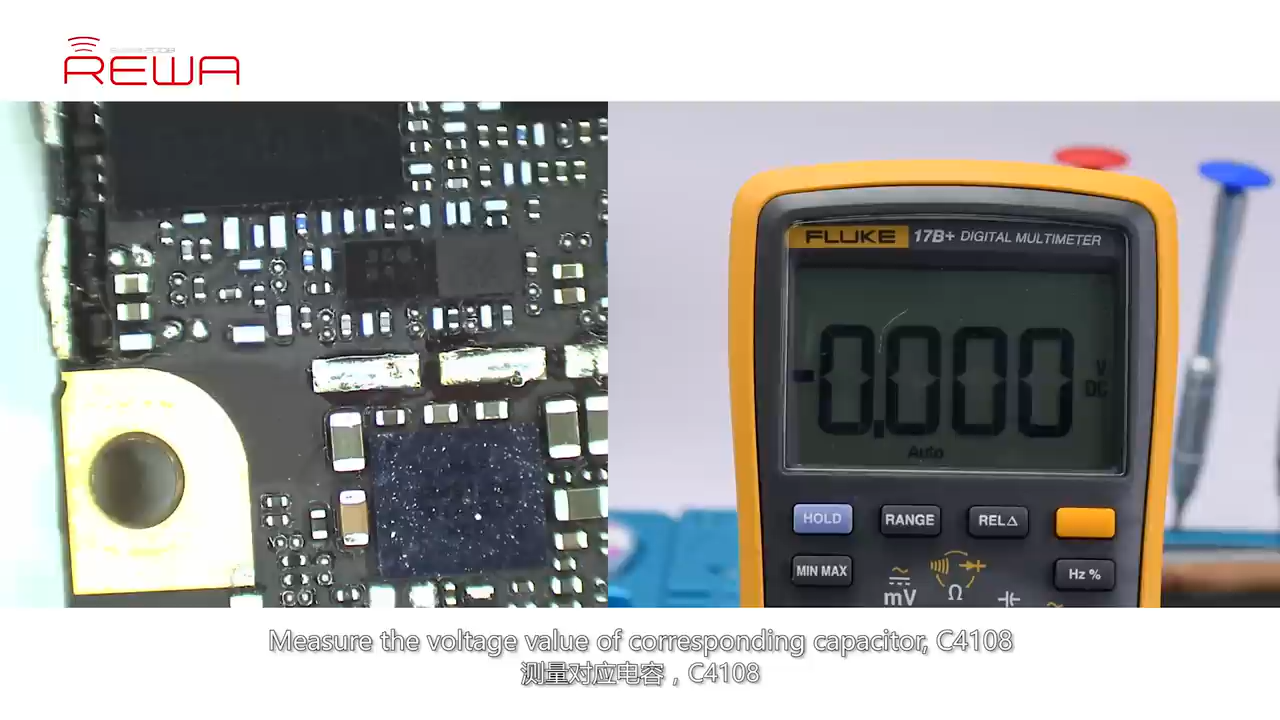 REWA
FLUKE 17B+ DIGITAL MULTIMETER
-0.000
V
DC
Auto
HOLD
RANGE
REL△
MIN MAX
Hz %
mV
Ω
Measure the voltage value of corresponding capacitor, C4108
测量对应电容，C4108